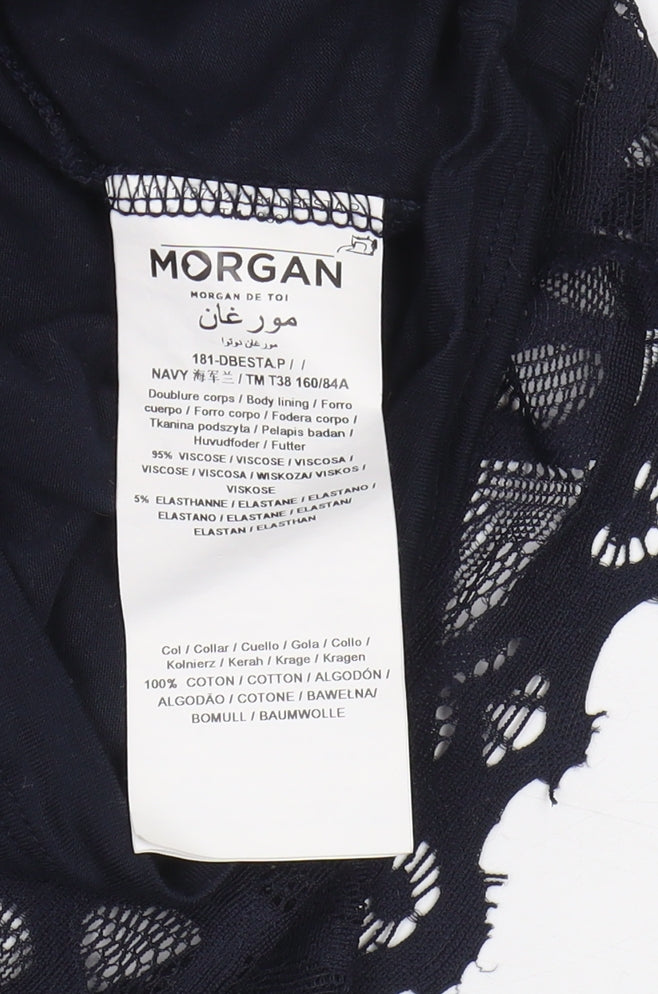 MORGAN
MORGAN DE TOI
مورغان
مورغان دوتوا
181-DBESTA.P / /
NAVY 海军兰 / TM T38 160/84A
Doublure corps / Body lining / Forro
cuerpo / Forro corpo / Fodera corpo /
Tkanina podszyta / Pelapis badan /
Huvudfoder / Futter
95% VISCOSE / VISCOSE / VISCOSA /
VISCOSE / VISCOSA / WISKOZA/ VISKOS /
VISKOSE
5% ELASTHANNE / ELASTANE / ELASTANO /
ELASTANO / ELASTANE / ELASTAN/
ELASTAN / ELASTHAN
Col / Collar / Cuello / Gola / Collo /
Kolnierz / Kerah / Krage / Kragen
100% COTON / COTTON / ALGODÓN /
ALGODÃO / COTONE / BAWEŁNA/
BOMULL / BAUMWOLLE